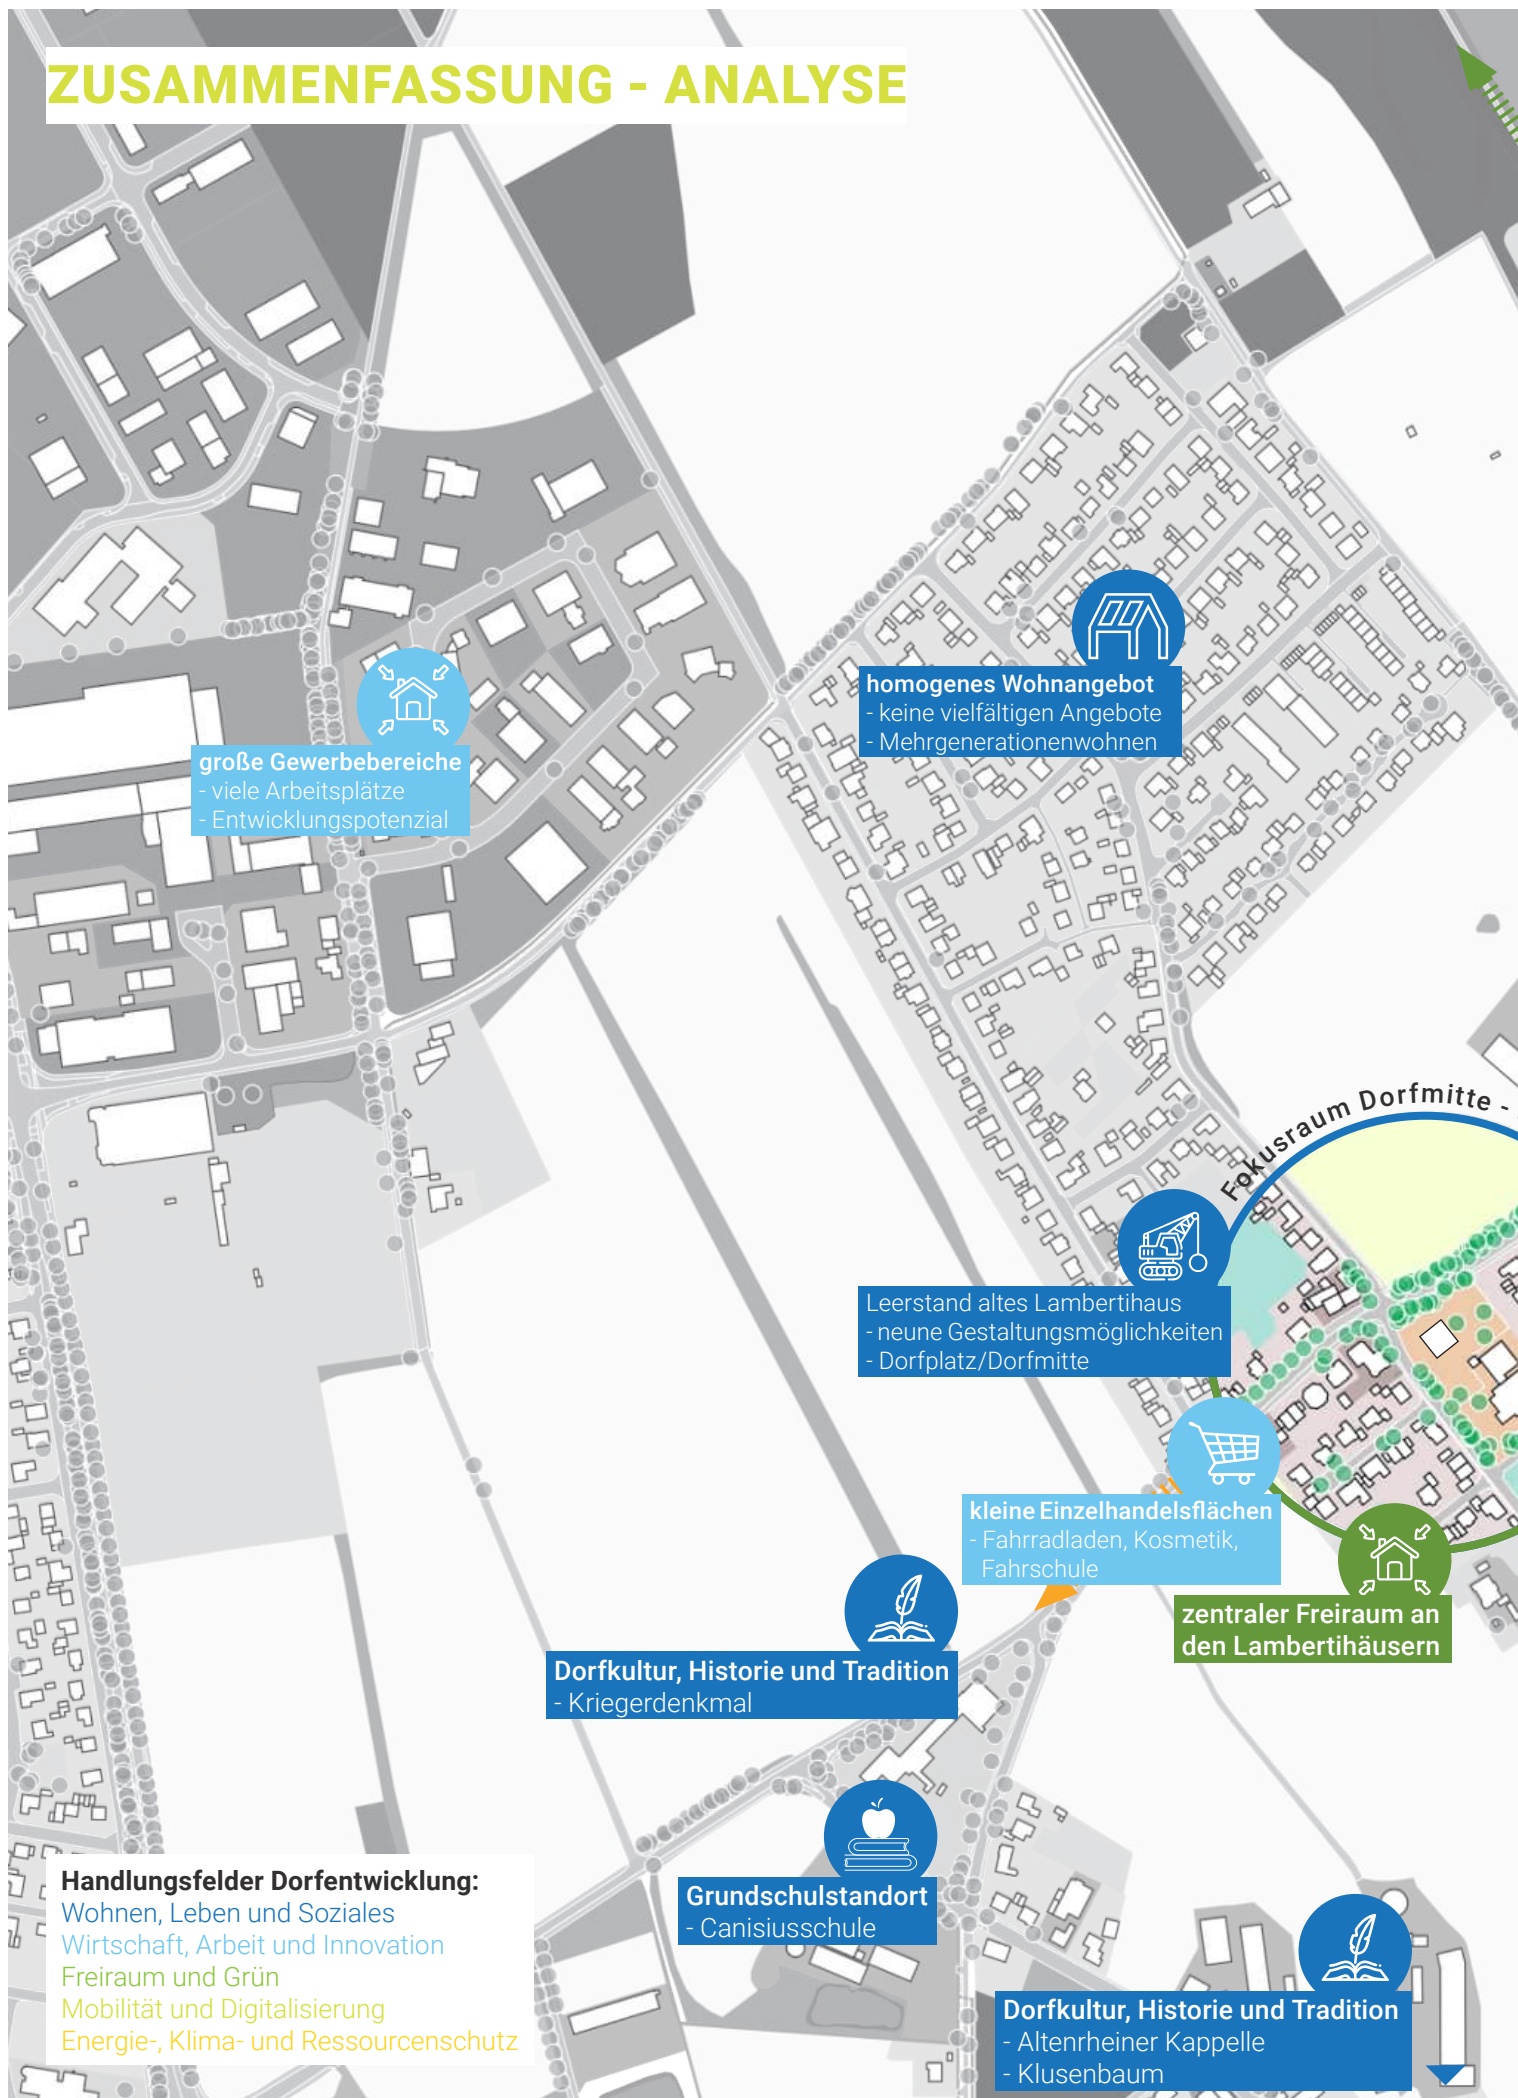 ZUSAMMENFASSUNG - ANALYSE
homogenes Wohnangebot
- keine vielfältigen Angebote
- Mehrgenerationenwohnen
große Gewerbebereiche
- viele Arbeitsplätze
- Entwicklungspotenzial
Fokusraum Dorfmitte -
Leerstand altes Lambertihaus
- neune Gestaltungsmöglichkeiten
- Dorfplatz/Dorfmitte
kleine Einzelhandelsflächen
- Fahrradladen, Kosmetik,
Fahrschule
zentraler Freiraum an
den Lambertihäusern
Dorfkultur, Historie und Tradition
- Kriegerdenkmal
Grundschulstandort
- Canisiusschule
Handlungsfelder Dorfentwicklung:
Wohnen, Leben und Soziales
Wirtschaft, Arbeit und Innovation
Freiraum und Grün
Mobilität und Digitalisierung
Energie-, Klima- und Ressourcenschutz
Dorfkultur, Historie und Tradition
- Altenrheiner Kappelle
- Klusenbaum